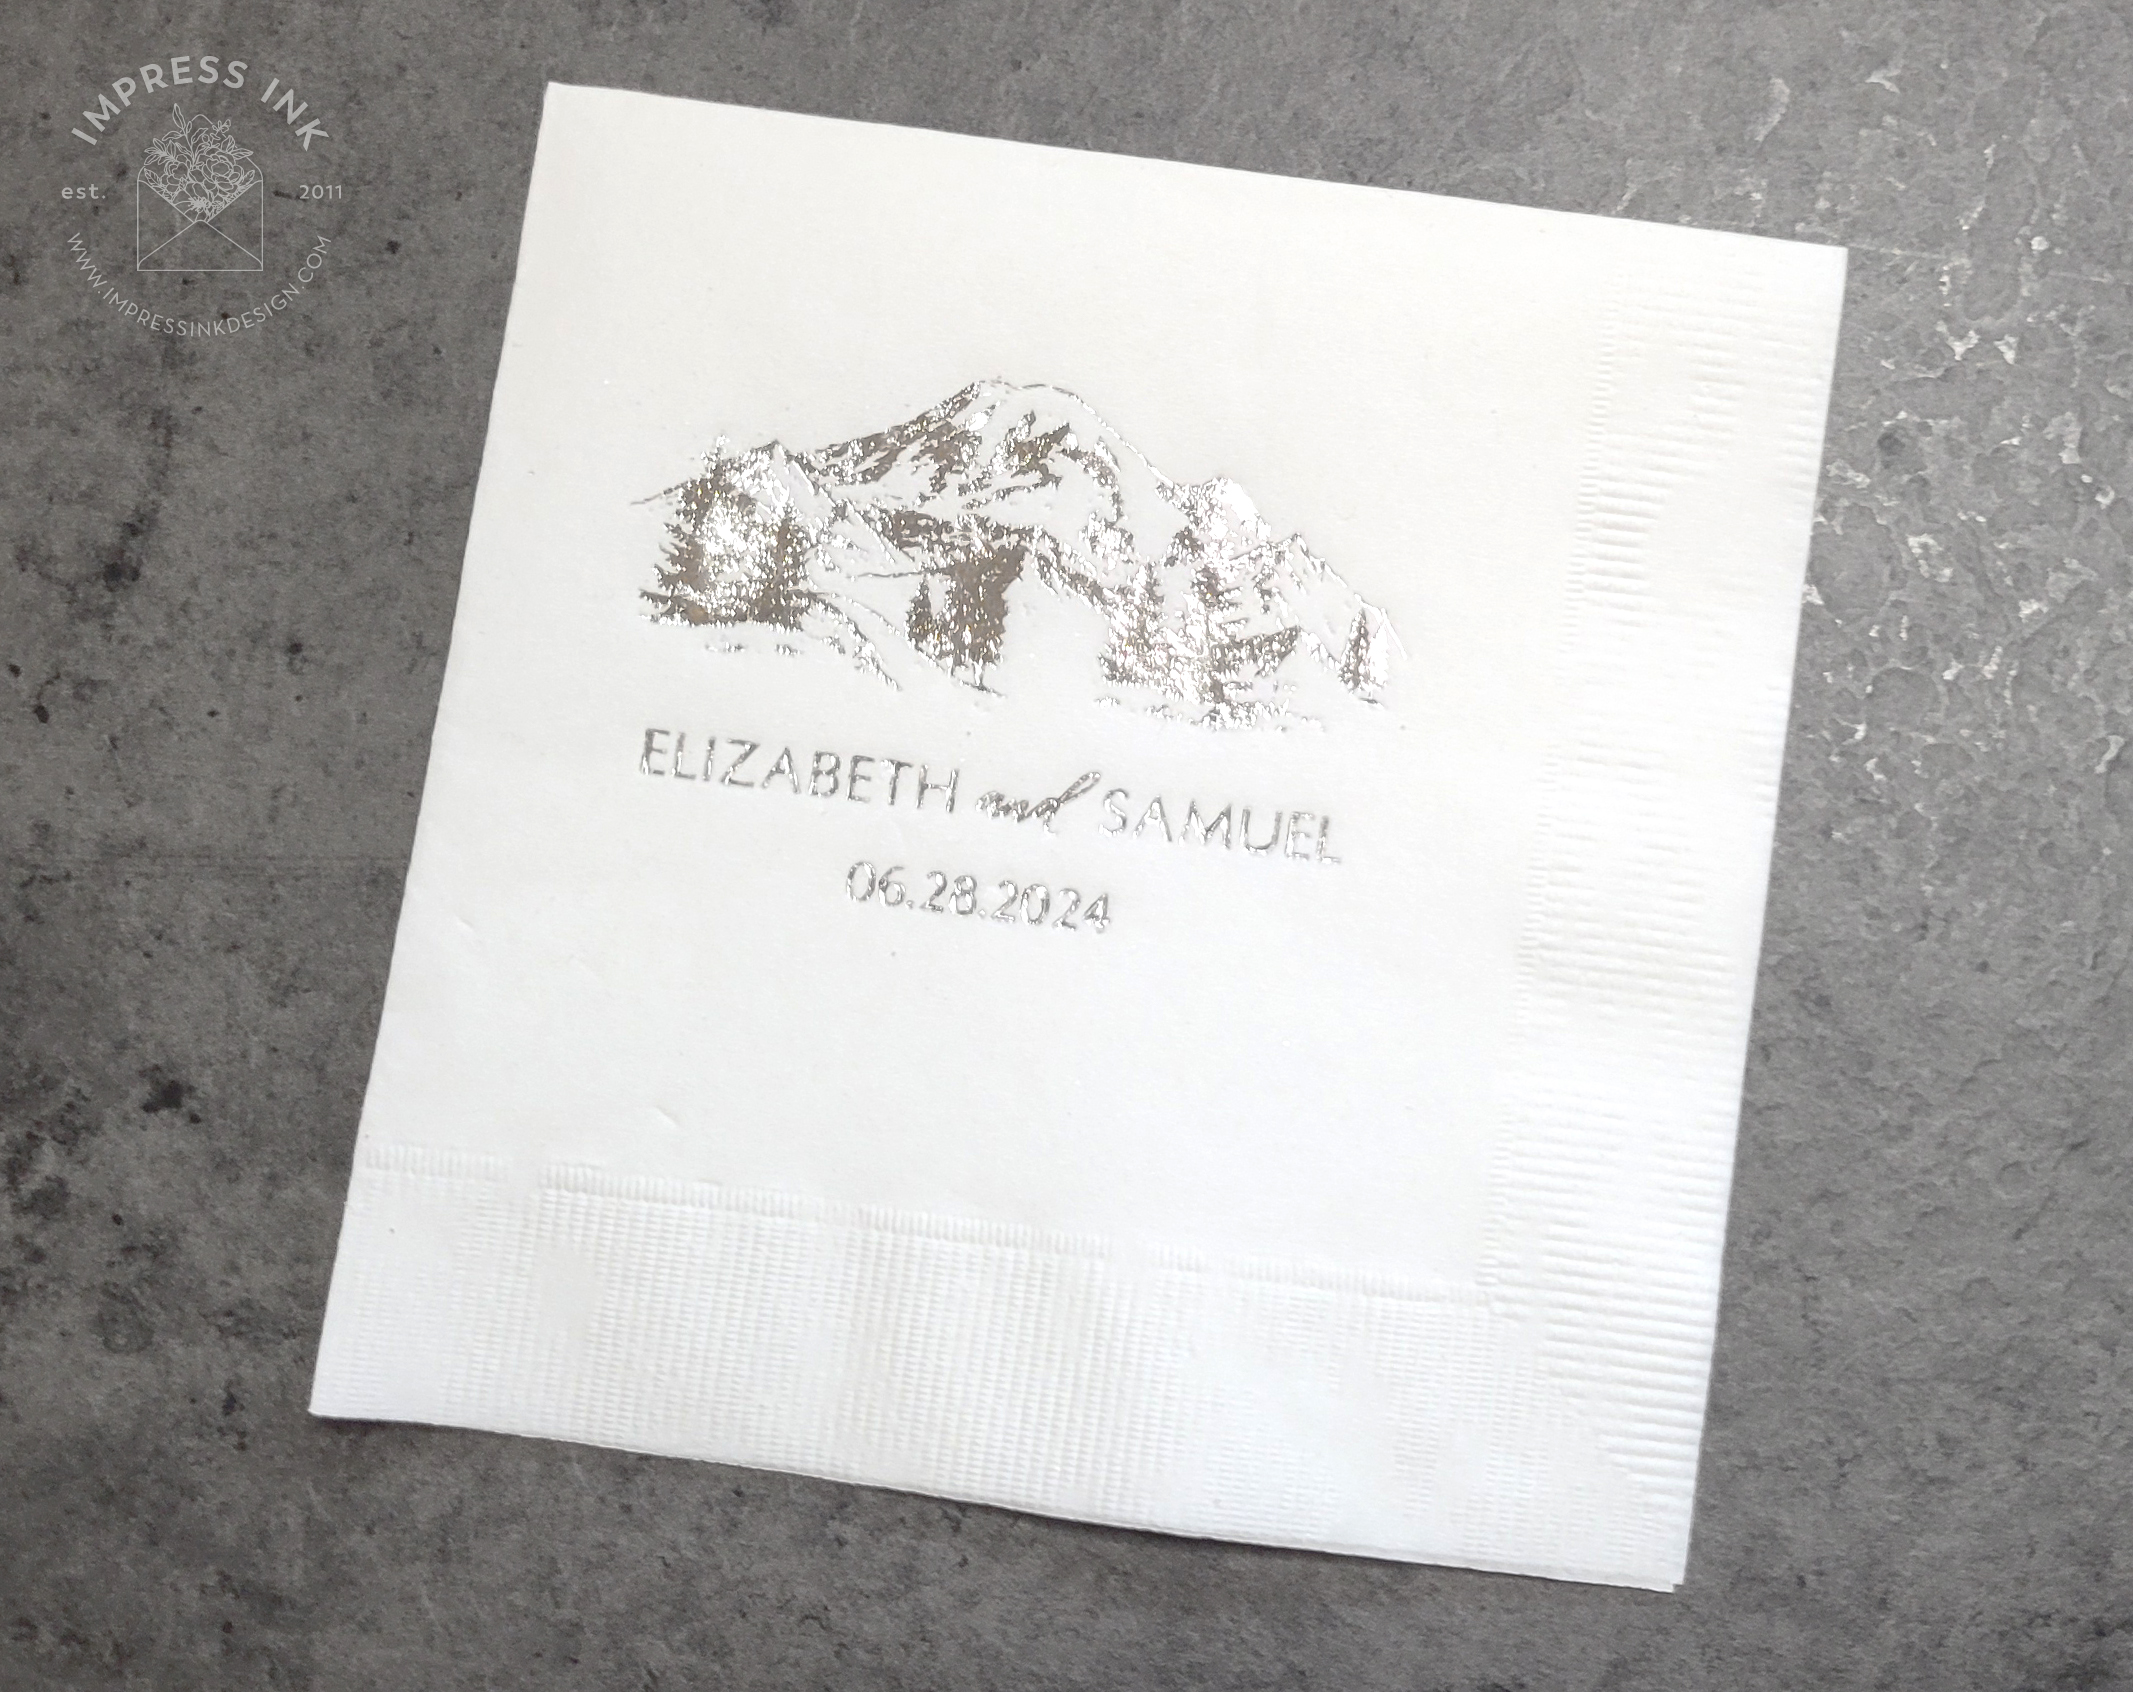 IMPRESS INK
est. 2011
WWW.IMPRESSINKDESIGN.COM
ELIZABETH and SAMUEL
06.28.2024